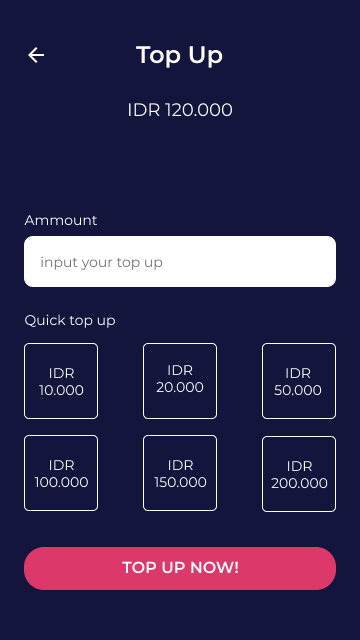 Top Up
IDR 120.000
Ammount
input your top up
Quick top up
IDR
10.000
IDR
20.000
IDR
50.000
IDR
100.000
IDR
150.000
IDR
200.000
TOP UP NOW!